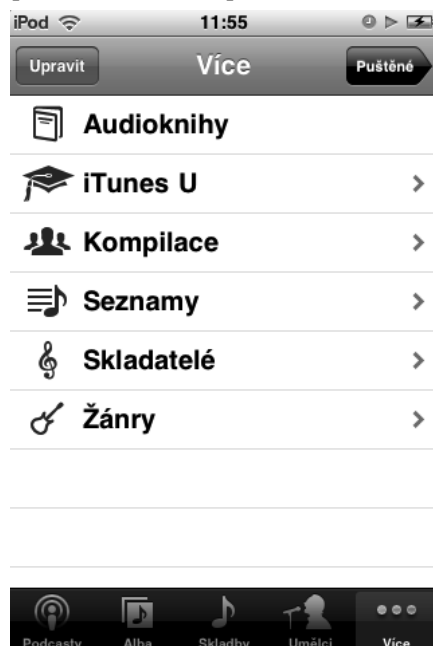 iPod 11:55
Upravit Více Puštěné
Audioknihy
iTunes U
Kompilace
Seznamy
Skladatelé
Žánry
Podcasty Alba Skladby Umělci Více